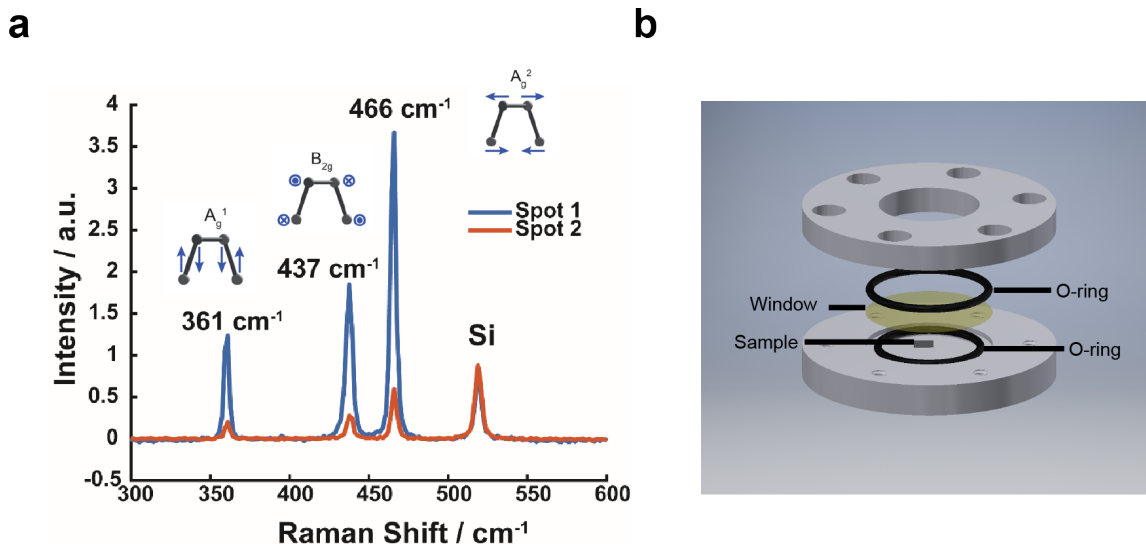 a
b
A_g^1
B_2g
A_g^2
361 cm⁻¹
437 cm⁻¹
466 cm⁻¹
Si
Spot 1
Spot 2
Intensity / a.u.
4
3.5
3
2.5
2
1.5
1
0.5
0
-0.5
300
350
400
450
500
550
600
Raman Shift / cm⁻¹
Window
Sample
O-ring
O-ring